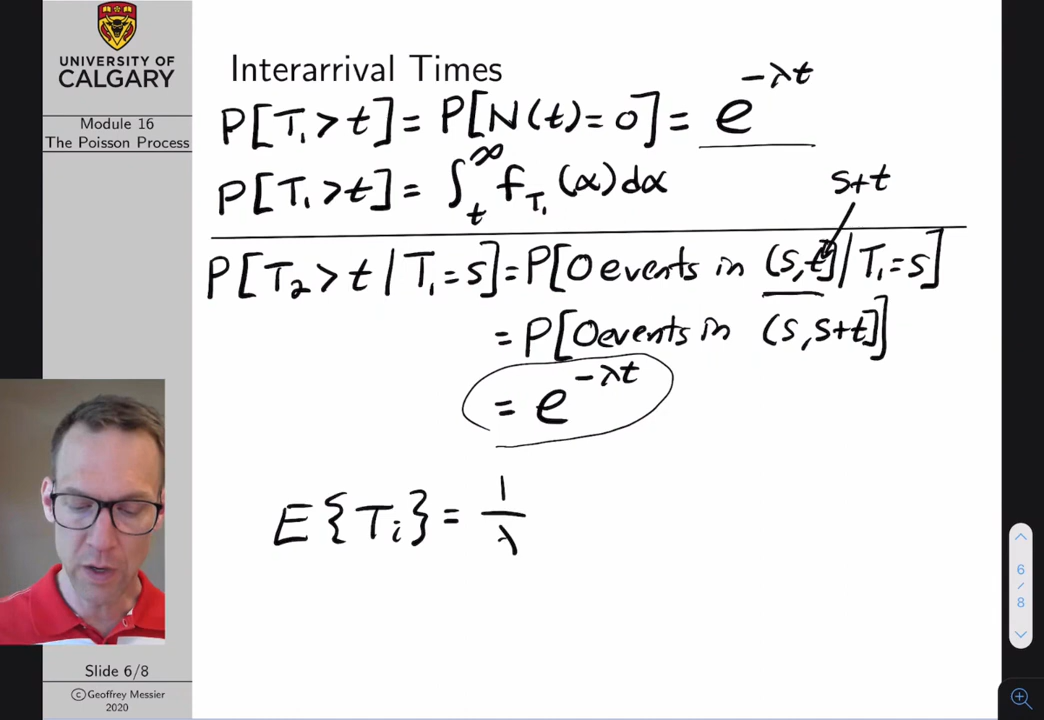 UNIVERSITY OF
CALGARY
Module 16
The Poisson Process
Interarrival Times
P[T₁ > t] = P[N(t) = 0] = e^{-λt}
P[T₁ > t] = ∫_t^∞ f_{T₁}(α)dα
s+t
P[T₂ > t | T₁ = s] = P[0 events in (s,t] | T₁ = s]
= P[0 events in (s, s+t]]
= e^{-λt}
E{T_i} = 1/λ
6
/
8
Slide 6/8
©Geoffrey Messier
2020